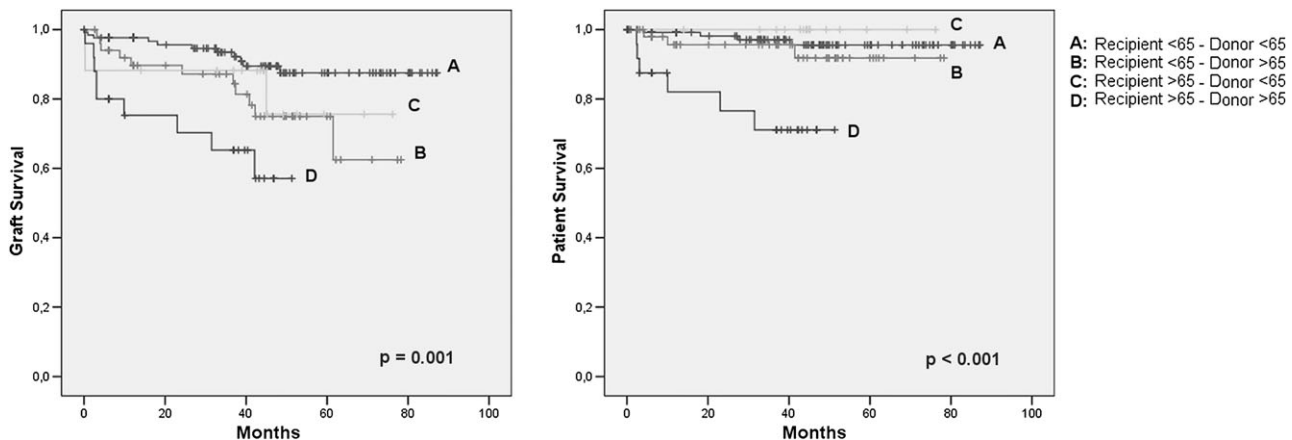 1,0
0,8
0,6
0,4
0,2
0,0
Graft Survival
A
C
B
D
p = 0.001
0 20 40 60 80 100
Months
1,0
0,8
0,6
0,4
0,2
0,0
Patient Survival
C
A
B
D
p < 0.001
0 20 40 60 80 100
Months
A: Recipient <65 - Donor <65
B: Recipient <65 - Donor >65
C: Recipient >65 - Donor <65
D: Recipient >65 - Donor >65